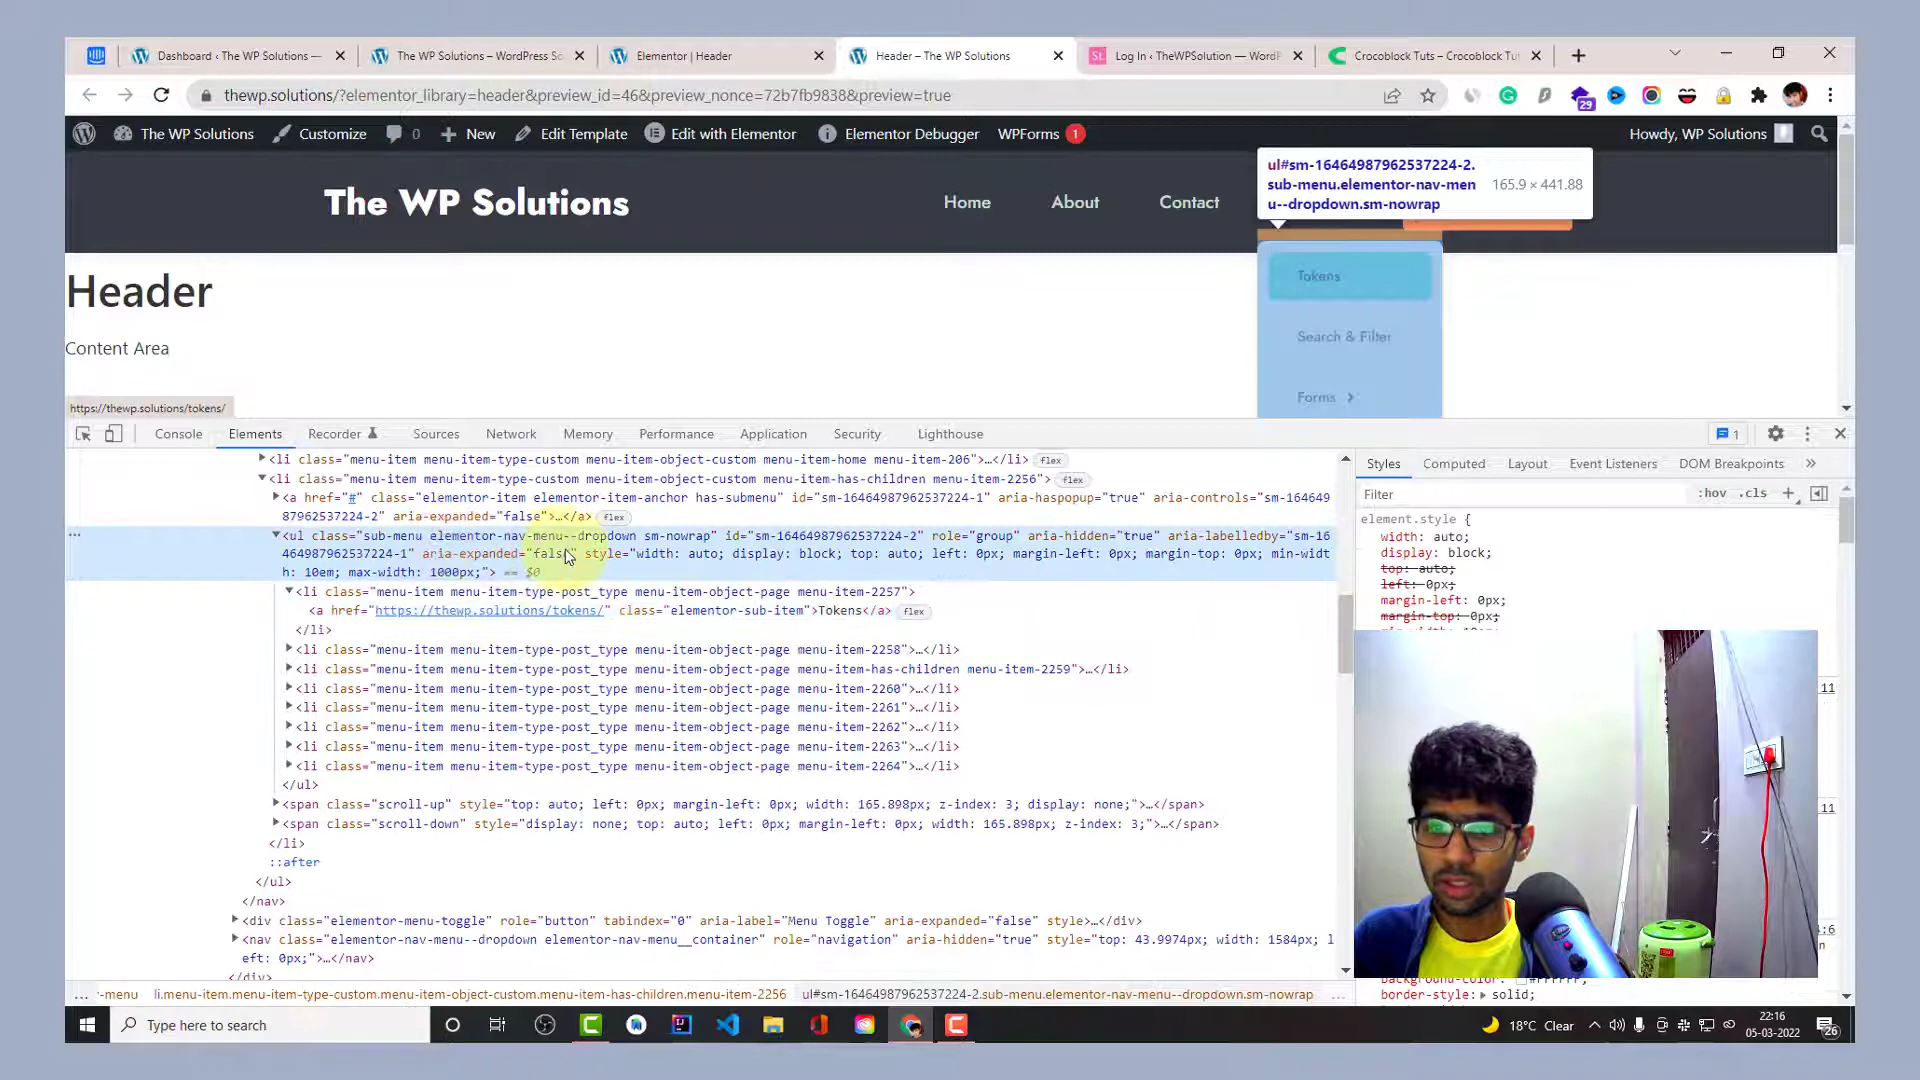 Dashboard ‹ The WP Solutions —
The WP Solutions – WordPress So
Elementor | Header
Header – The WP Solutions
St.
Log In ‹ TheWPSolution — WordP
Crocoblock Tuts – Crocoblock Tut
thewp.solutions/?elementor_library=header&preview_id=46&preview_nonce=72b7fb9838&preview=true
29
The WP Solutions
Customize
0
New
Edit Template
Edit with Elementor
Elementor Debugger
WPForms 1
Howdy, WP Solutions
ul#sm-16464987962537224-2.
sub-menu.elementor-nav-men
u--dropdown.sm-nowrap
165.9 × 441.88
The WP Solutions
Home
About
Contact
Tokens
Header
Search & Filter
Content Area
Forms
https://thewp.solutions/tokens/
Console
Elements
Recorder
Sources
Network
Memory
Performance
Application
Security
Lighthouse
1
<li class="menu-item menu-item-type-custom menu-item-object-custom menu-item-home menu-item-206">…</li> flex
<li class="menu-item menu-item-type-custom menu-item-object-custom menu-item-has-children menu-item-2256"> flex
<a href="#" class="elementor-item elementor-item-anchor has-submenu" id="sm-16464987962537224-1" aria-haspopup="true" aria-controls="sm-164649
87962537224-2" aria-expanded="false">…</a> flex
<ul class="sub-menu elementor-nav-menu--dropdown sm-nowrap" id="sm-16464987962537224-2" role="group" aria-hidden="true" aria-labelledby="sm-16
464987962537224-1" aria-expanded="false" style="width: auto; display: block; top: auto; left: 0px; margin-left: 0px; margin-top: 0px; min-widt
h: 10em; max-width: 1000px;"> == $0
<li class="menu-item menu-item-type-post_type menu-item-object-page menu-item-2257">
<a href="https://thewp.solutions/tokens/" class="elementor-sub-item">Tokens</a> flex
</li>
<li class="menu-item menu-item-type-post_type menu-item-object-page menu-item-2258">…</li>
<li class="menu-item menu-item-type-post_type menu-item-object-page menu-item-has-children menu-item-2259">…</li>
<li class="menu-item menu-item-type-post_type menu-item-object-page menu-item-2260">…</li>
<li class="menu-item menu-item-type-post_type menu-item-object-page menu-item-2261">…</li>
<li class="menu-item menu-item-type-post_type menu-item-object-page menu-item-2262">…</li>
<li class="menu-item menu-item-type-post_type menu-item-object-page menu-item-2263">…</li>
<li class="menu-item menu-item-type-post_type menu-item-object-page menu-item-2264">…</li>
</ul>
<span class="scroll-up" style="top: auto; left: 0px; margin-left: 0px; width: 165.898px; z-index: 3; display: none;">…</span>
<span class="scroll-down" style="display: none; top: auto; left: 0px; margin-left: 0px; width: 165.898px; z-index: 3;">…</span>
</li>
::after
</ul>
</nav>
<div class="elementor-menu-toggle" role="button" tabindex="0" aria-label="Menu Toggle" aria-expanded="false" style>…</div>
<nav class="elementor-nav-menu--dropdown elementor-nav-menu__container" role="navigation" aria-hidden="true" style="top: 43.9974px; width: 1584px; l
eft: 0px;">…</nav>
</div>
Styles
Computed
Layout
Event Listeners
DOM Breakpoints
»
Filter
:hov
.cls
+
element.style {
width: auto;
display: block;
top: auto;
left: 0px;
margin-left: 0px;
margin-top: 0px;
11
11
4:6
border-style: solid;
… r-menu
li.menu-item.menu-item-type-custom.menu-item-object-custom.menu-item-has-children.menu-item-2256
ul#sm-16464987962537224-2.sub-menu.elementor-nav-menu--dropdown.sm-nowrap
…
Type here to search
18°C Clear
22:16
05-03-2022
26